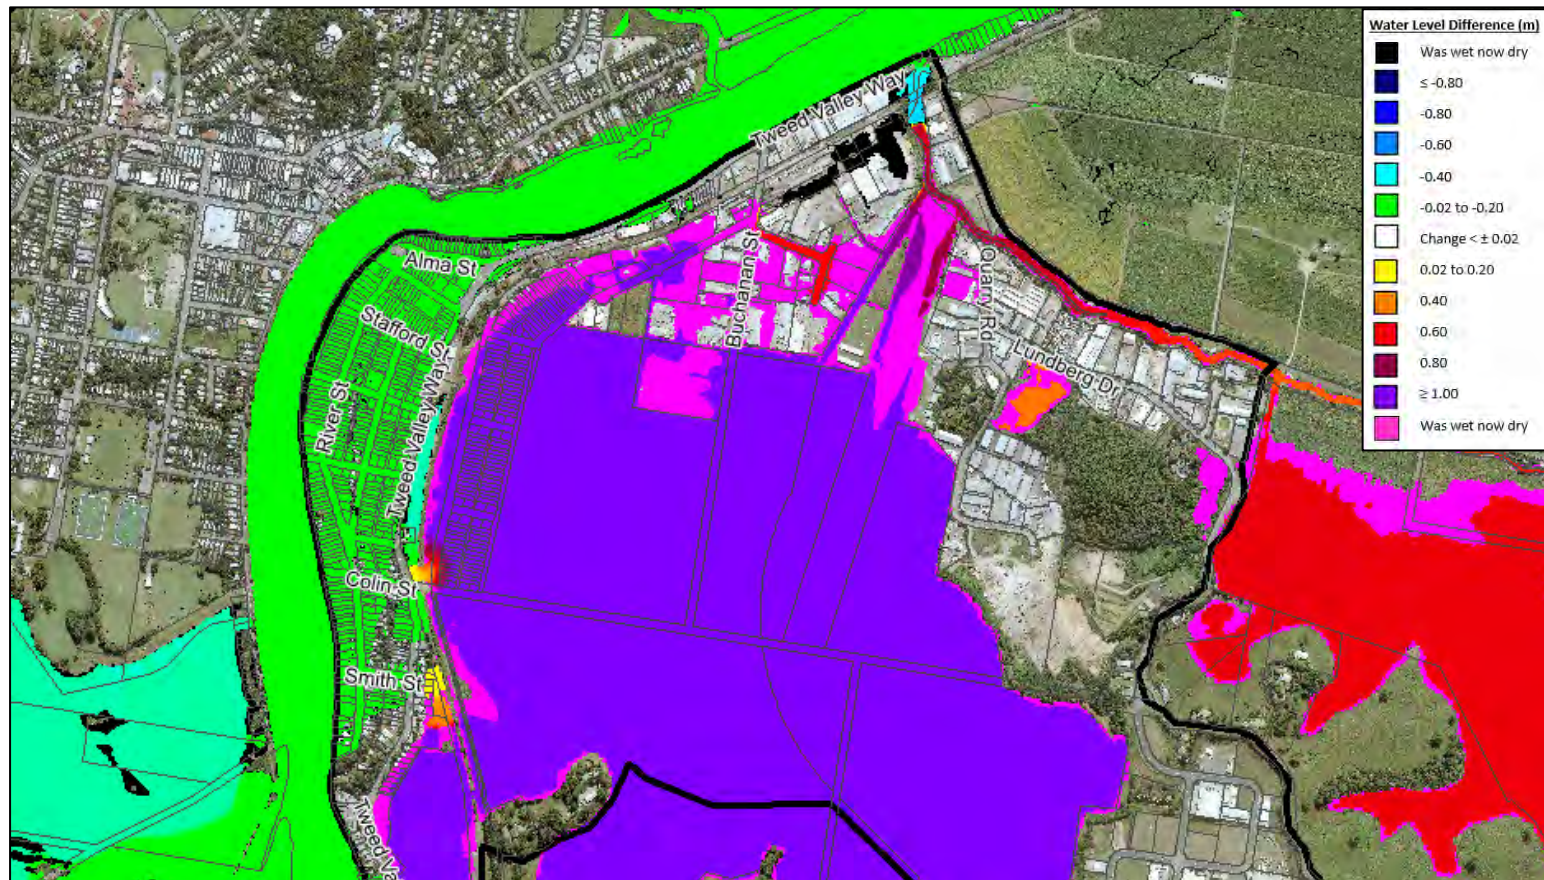 Water Level Difference (m)
Was wet now dry
≤ -0.80
-0.80
-0.60
-0.40
-0.02 to -0.20
Change < ± 0.02
0.02 to 0.20
0.40
0.60
0.80
≥ 1.00
Was wet now dry
Tweed Valley Way
Alma St
Stafford St
River St
Tweed Valley Way
Buchanan St
Quarry Rd
Lundberg Dr
Colin St
Smith St
Tweed Va